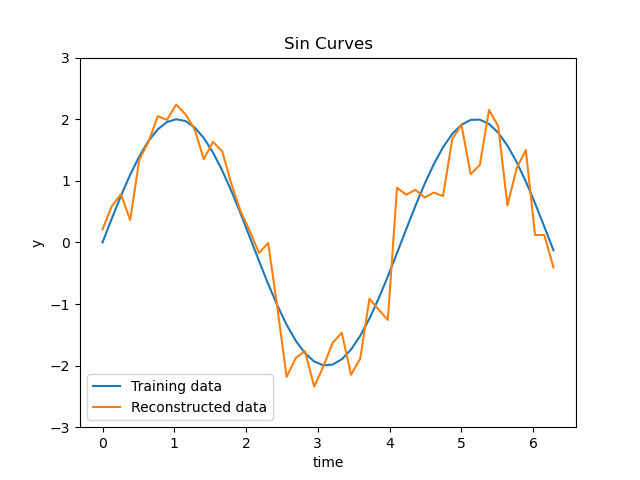 Sin Curves
3
2
1
0
−1
−2
−3
y
Training data
Reconstructed data
0 1 2 3 4 5 6
time